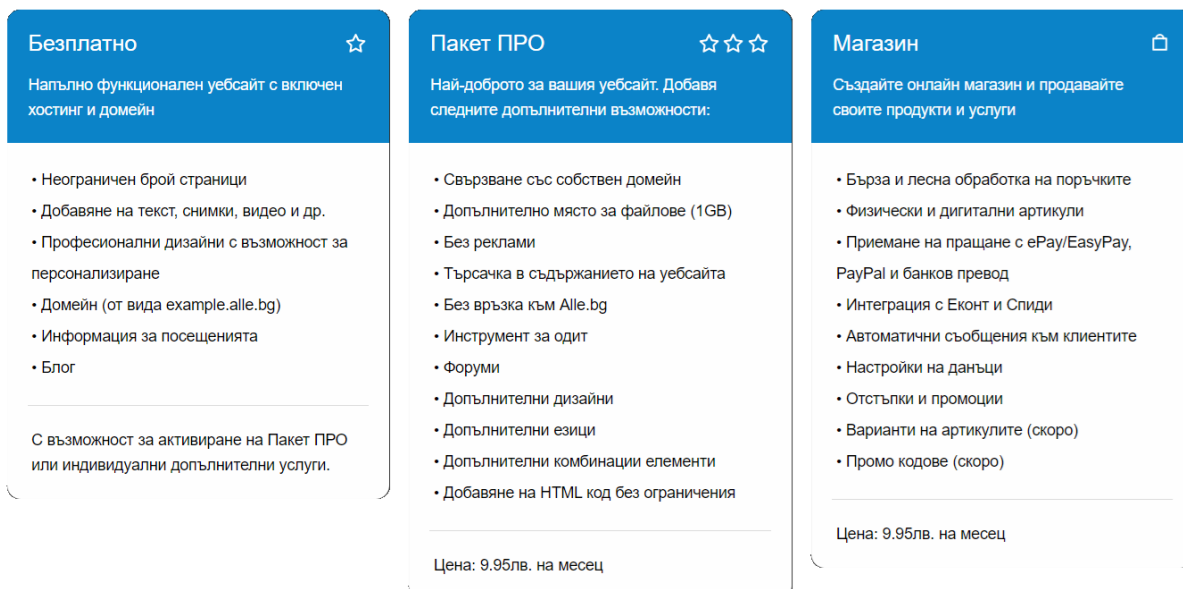 Безплатно
Напълно функционален уебсайт с включен
хостинг и домейн
• Неограничен брой страници
• Добавяне на текст, снимки, видео и др.
• Професионални дизайни с възможност за
персонализиране
• Домейн (от вида example.alle.bg)
• Информация за посещенията
• Блог
С възможност за активиране на Пакет ПРО
или индивидуални допълнителни услуги.
Пакет ПРО
Най-доброто за вашия уебсайт. Добавя
следните допълнителни възможности:
• Свързване със собствен домейн
• Допълнително място за файлове (1GB)
• Без реклами
• Търсачка в съдържанието на уебсайта
• Без връзка към Alle.bg
• Инструмент за одит
• Форуми
• Допълнителни дизайни
• Допълнителни езици
• Допълнителни комбинации елементи
• Добавяне на HTML код без ограничения
Цена: 9.95лв. на месец
Магазин
Създайте онлайн магазин и продавайте
своите продукти и услуги
• Бърза и лесна обработка на поръчките
• Физически и дигитални артикули
• Приемане на пращане с ePay/EasyPay,
PayPal и банков превод
• Интеграция с Еконт и Спиди
• Автоматични съобщения към клиентите
• Настройки на данъци
• Отстъпки и промоции
• Варианти на артикулите (скоро)
• Промо кодове (скоро)
Цена: 9.95лв. на месец